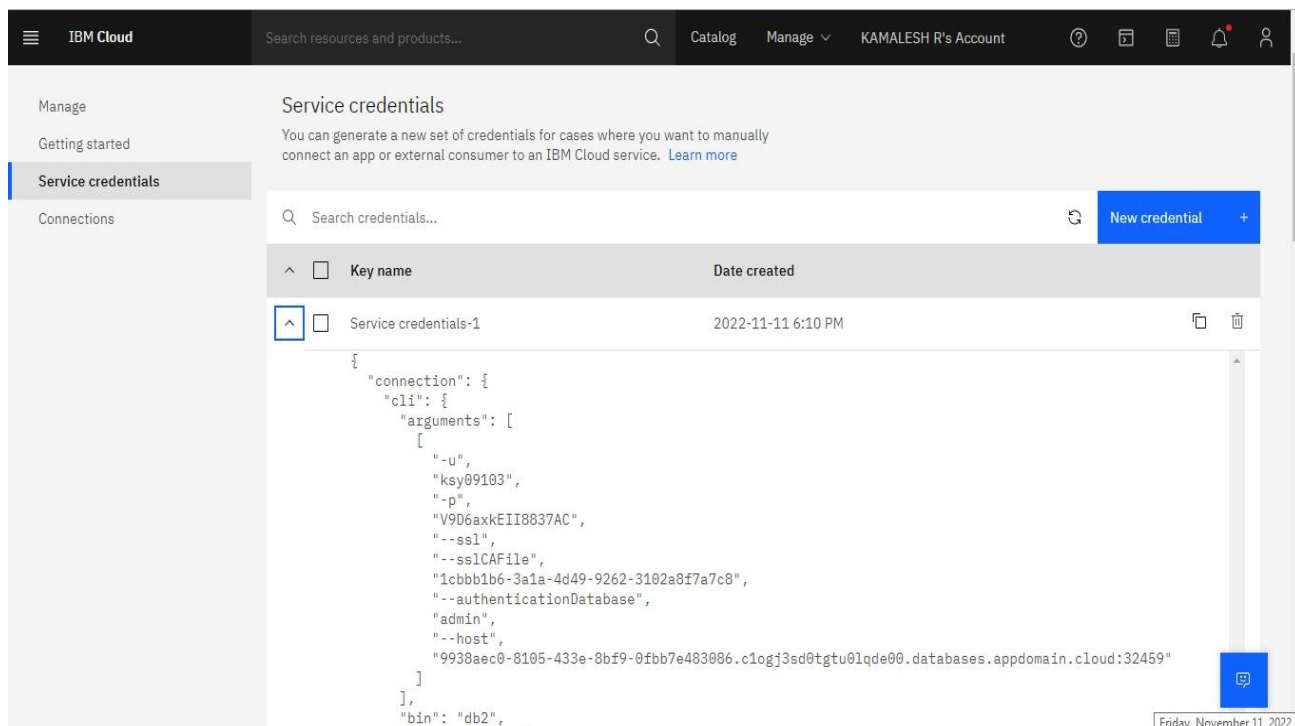 IBM Cloud
Search resources and products...
Catalog
Manage
KAMALESH R's Account
Manage
Getting started
Service credentials
Connections
Service credentials
You can generate a new set of credentials for cases where you want to manually
connect an app or external consumer to an IBM Cloud service. Learn more
Search credentials...
New credential +
Key name Date created
Service credentials-1 2022-11-11 6:10 PM
{
"connection": {
"cli": {
"arguments": [
[
"-u",
"ksy09103",
"-p",
"V9D6axkEII8837AC",
"--ssl",
"--sslCAFile",
"1cbbb1b6-3a1a-4d49-9262-3102a8f7a7c8",
"--authenticationDatabase",
"admin",
"--host",
"9938aec0-8105-433e-8bf9-0fbb7e483086.c1ogj3sd0tgtu0lqde00.databases.appdomain.cloud:32459"
]
],
"bin": "db2",
Friday, November 11, 2022